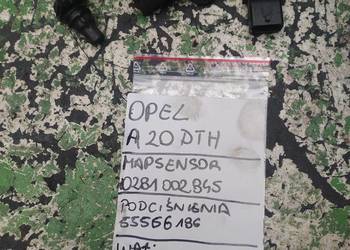 OPEL
A 20 DTH
MAPSENSOR
0281 002 845
PODCIŚNIENIA
55566186